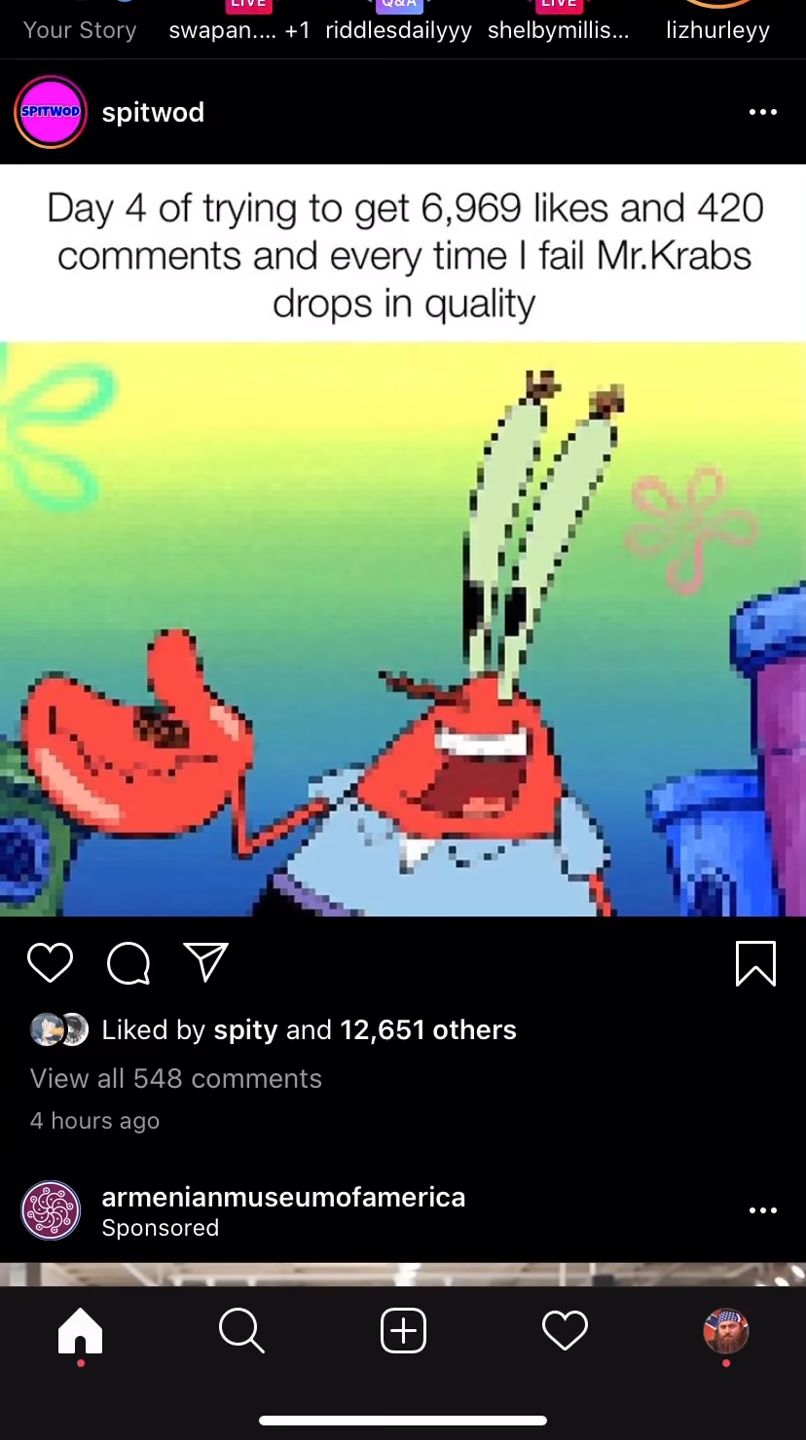 LIVE
Q&A
LIVE
Your Story
swapan.... +1
riddlesdailyyy
shelbymillis...
lizhurleyy
SPITWOD
spitwod
Day 4 of trying to get 6,969 likes and 420
comments and every time I fail Mr.Krabs
drops in quality
Liked by spity and 12,651 others
View all 548 comments
4 hours ago
armenianmuseumofamerica
Sponsored